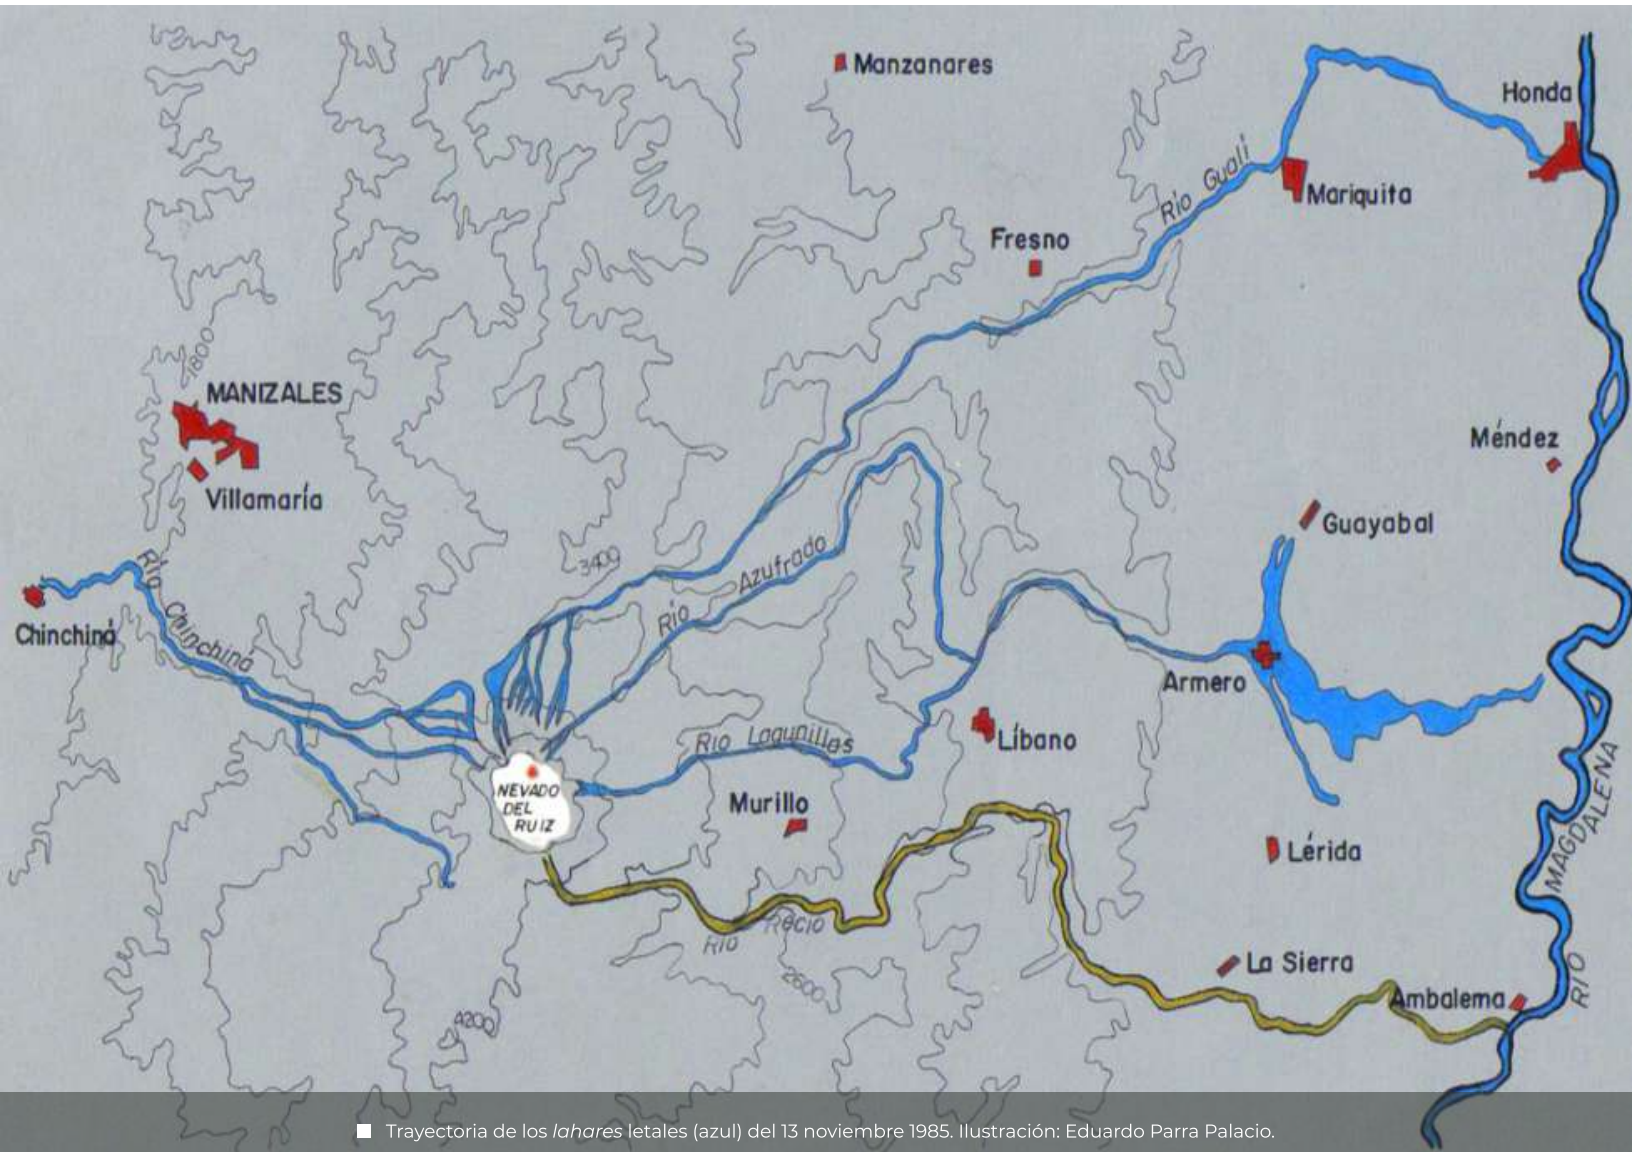 Manzanares
Honda
Río Gualí
Mariquita
Fresno
1800
MANIZALES
Méndez
Villamaría
Guayabal
3400
Río Azufrado
Río Chinchiná
Chinchiná
Armero
Río Lagunillas
Líbano
NEVADO
DEL
RUIZ
Murillo
Lérida
RIO MAGDALENA
Río Recio
La Sierra
2600
Ambalema
4200
Trayectoria de los lahares letales (azul) del 13 noviembre 1985. Ilustración: Eduardo Parra Palacio.